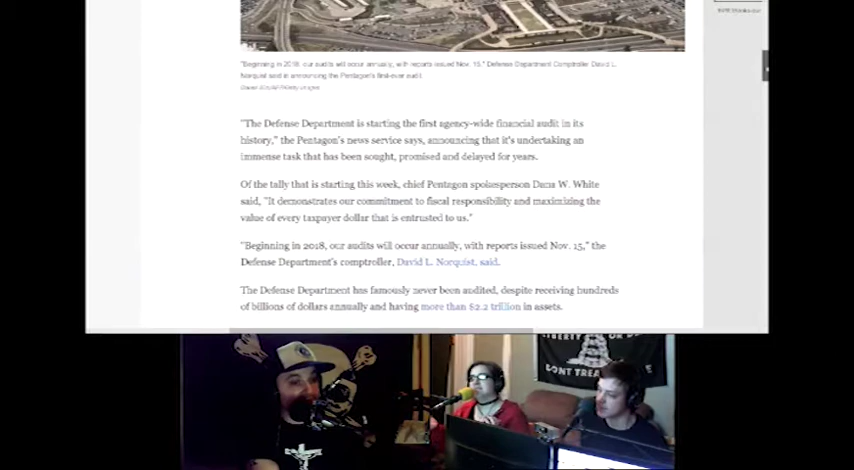 "Beginning in 2018, our audits will occur annually, with reports issued Nov. 15," Defense Department Comptroller David L.
Norquist said in announcing the Pentagon's first-ever audit.
"The Defense Department is starting the first agency-wide financial audit in its
history," the Pentagon's news service says, announcing that it's undertaking an
immense task that has been sought, promised and delayed for years.
Of the tally that is starting this week, chief Pentagon spokesperson Dana W. White
said, "It demonstrates our commitment to fiscal responsibility and maximizing the
value of every taxpayer dollar that is entrusted to us."
"Beginning in 2018, our audits will occur annually, with reports issued Nov. 15," the
Defense Department's comptroller, David L. Norquist, said.
The Defense Department has famously never been audited, despite receiving hundreds
of billions of dollars annually and having more than $2.2 trillion in assets.
LIBERTY OR DE
DONT TREA